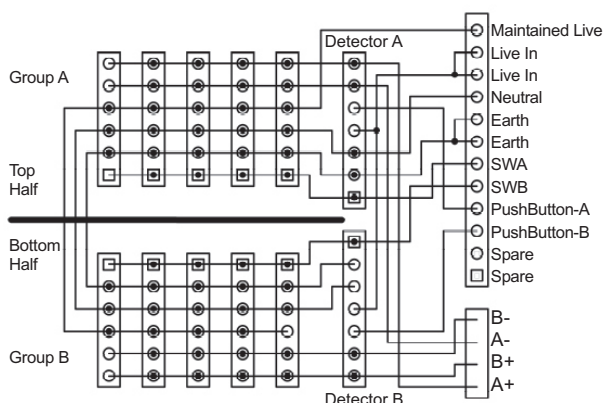 Group A
Top
Half
Bottom
Half
Group B
Detector A
Detector B
Maintained Live
Live In
Live In
Neutral
Earth
Earth
SWA
SWB
PushButton-A
PushButton-B
Spare
Spare
B-
A-
B+
A+